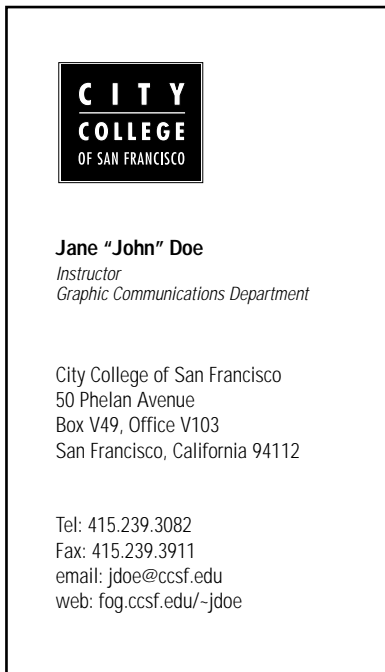 CITY
COLLEGE
OF SAN FRANCISCO
Jane “John” Doe
Instructor
Graphic Communications Department
City College of San Francisco
50 Phelan Avenue
Box V49, Office V103
San Francisco, California 94112
Tel: 415.239.3082
Fax: 415.239.3911
email: jdoe@ccsf.edu
web: fog.ccsf.edu/~jdoe